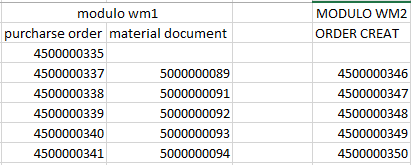 modulo wm1 MODULO WM2
purcharse order material document ORDER CREAT
4500000335
4500000337 5000000089 4500000346
4500000338 5000000091 4500000347
4500000339 5000000092 4500000348
4500000340 5000000093 4500000349
4500000341 5000000094 4500000350